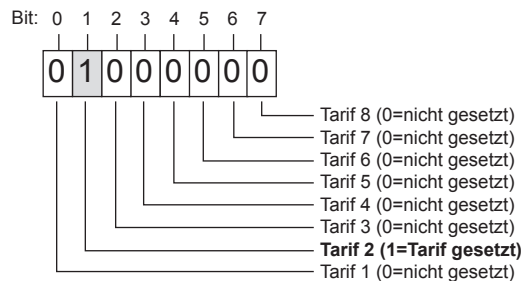 Bit: 0 1 2 3 4 5 6 7
0 1 0 0 0 0 0 0
Tarif 8 (0=nicht gesetzt)
Tarif 7 (0=nicht gesetzt)
Tarif 6 (0=nicht gesetzt)
Tarif 5 (0=nicht gesetzt)
Tarif 4 (0=nicht gesetzt)
Tarif 3 (0=nicht gesetzt)
Tarif 2 (1=Tarif gesetzt)
Tarif 1 (0=nicht gesetzt)